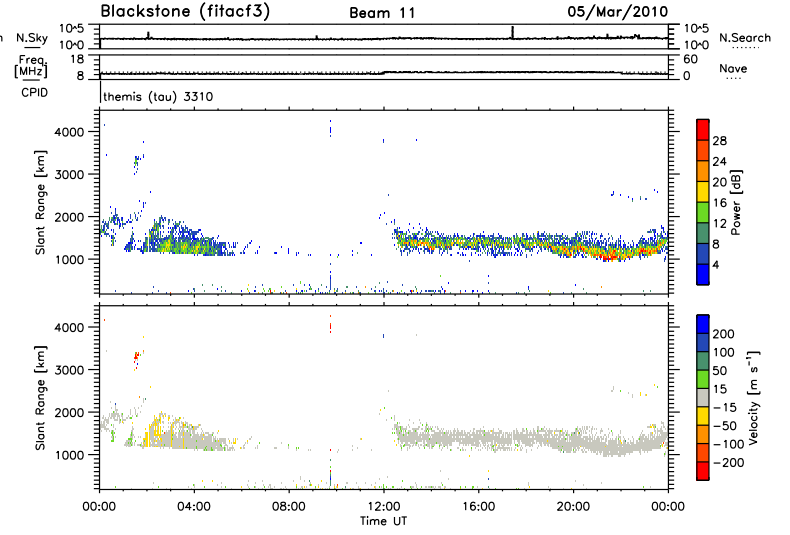 Blackstone (fitacf3) Beam 11 05/Mar/2010
N.Sky 10^5 10^0 10^5 10^0 N.Search
Freq. [MHz] 18 8 60 0 Nave
CPID themis (tau) 3310
4000
3000
2000
1000
Slant Range [km]
28
24
20
16
12
8
4
Power [dB]
4000
3000
2000
1000
Slant Range [km]
200
100
50
15
-15
-50
-100
-200
Velocity [m s⁻¹]
00:00 04:00 08:00 12:00 16:00 20:00 00:00
Time UT